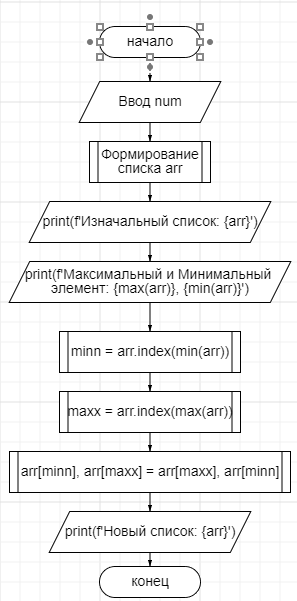 начало
Ввод num
Формирование
списка arr
print(f'Изначальный список: {arr}')
print(f'Максимальный и Минимальный
элемент: {max(arr)}, {min(arr)}')
minn = arr.index(min(arr))
maxx = arr.index(max(arr))
arr[minn], arr[maxx] = arr[maxx], arr[minn]
print(f'Новый список: {arr}')
конец